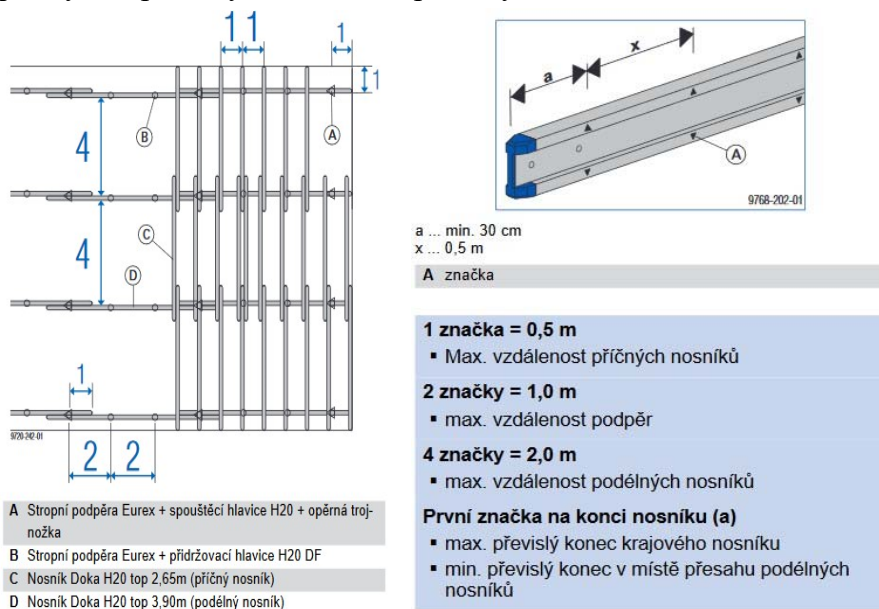 1 1
1
1
4
B
A
4
C
D
1
9720-242-01
2 2
A Stropní podpěra Eurex + spouštěcí hlavice H20 + opěrná troj-
nožka
B Stropní podpěra Eurex + přidržovací hlavice H20 DF
C Nosník Doka H20 top 2,65m (příčný nosník)
D Nosník Doka H20 top 3,90m (podélný nosník)
x
a
A
9768-202-01
a ... min. 30 cm
x ... 0,5 m
A značka
1 značka = 0,5 m
▪ Max. vzdálenost příčných nosníků
2 značky = 1,0 m
▪ max. vzdálenost podpěr
4 značky = 2,0 m
▪ max. vzdálenost podélných nosníků
První značka na konci nosníku (a)
▪ max. převislý konec krajového nosníku
▪ min. převislý konec v místě přesahu podélných
nosníků